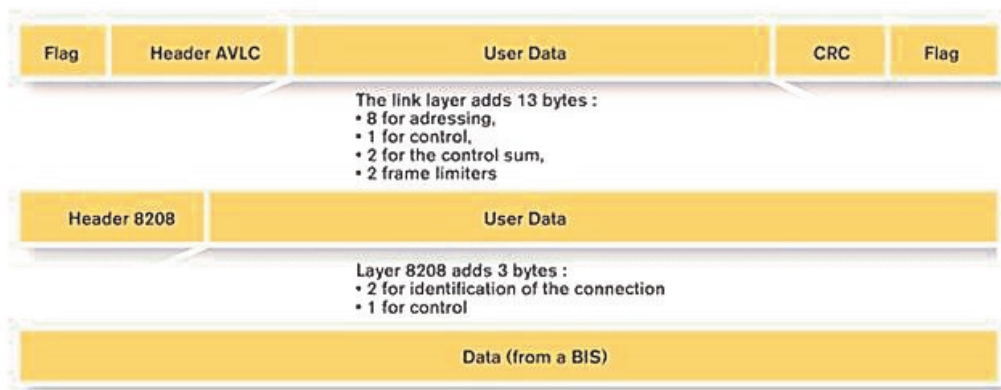 Flag Header AVLC User Data CRC Flag
The link layer adds 13 bytes :
• 8 for adressing,
• 1 for control,
• 2 for the control sum,
• 2 frame limiters
Header 8208 User Data
Layer 8208 adds 3 bytes :
• 2 for identification of the connection
• 1 for control
Data (from a BIS)